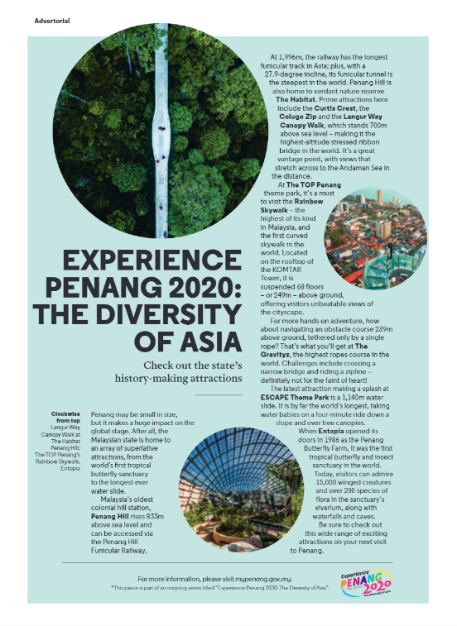 Advertorial
EXPERIENCE
PENANG 2020:
THE DIVERSITY
OF ASIA
Check out the state's
history-making attractions
Clockwise
from top
Langur Way
Canopy Walk at
The Habitat
Penang Hill;
The TOP Penang's
Rainbow Skywalk;
Entopia
Penang may be small in size,
but it makes a huge impact on the
global stage. After all, the
Malaysian state is home to
an array of superlative
attractions, from the
world's first tropical
butterfly sanctuary
to the longest-ever
water slide.
Malaysia's oldest
colonial hill station,
Penang Hill rises 833m
above sea level and
can be accessed via
the Penang Hill
Funicular Railway.
At 1,996m, the railway has the longest
funicular track in Asia; plus, with a
27.9-degree incline, its funicular tunnel is
the steepest in the world. Penang Hill is
also home to verdant nature reserve
The Habitat. Prime attractions here
include the Curtis Crest, the
Colugo Zip and the Langur Way
Canopy Walk, which stands 700m
above sea level – making it the
highest-altitude stressed ribbon
bridge in the world. It's a great
vantage point, with views that
stretch across to the Andaman Sea in
the distance.
At The TOP Penang
theme park, it's a must
to visit the Rainbow
Skywalk – the
highest of its kind
in Malaysia, and
the first curved
skywalk in the
world. Located
on the rooftop of
the KOMTAR
Tower, it is
suspended 68 floors
– or 249m – above ground,
offering visitors unbeatable views of
the cityscape.
For more hands-on adventure, how
about navigating an obstacle course 239m
above ground, tethered only by a single
rope? That's what you'll get at The
Gravityz, the highest ropes course in the
world. Challenges include crossing a
narrow bridge and riding a zipline –
definitely not for the faint of heart!
The latest attraction making a splash at
ESCAPE Theme Park is a 1,140m water
slide. It is by far the world's longest, taking
water babies on a four-minute ride down a
slope and over tree canopies.
When Entopia opened its
doors in 1986 as the Penang
Butterfly Farm, it was the first
tropical butterfly and insect
sanctuary in the world.
Today, visitors can admire
15,000 winged creatures
and over 200 species of
flora in the sanctuary's
vivarium, along with
waterfalls and caves.
Be sure to check out
this wide range of exciting
attractions on your next visit
to Penang.
For more information, please visit mypenang.gov.my.
*This piece is part of an ongoing series titled "Experience Penang 2020: The Diversity of Asia".
Experience
PENANG
2020